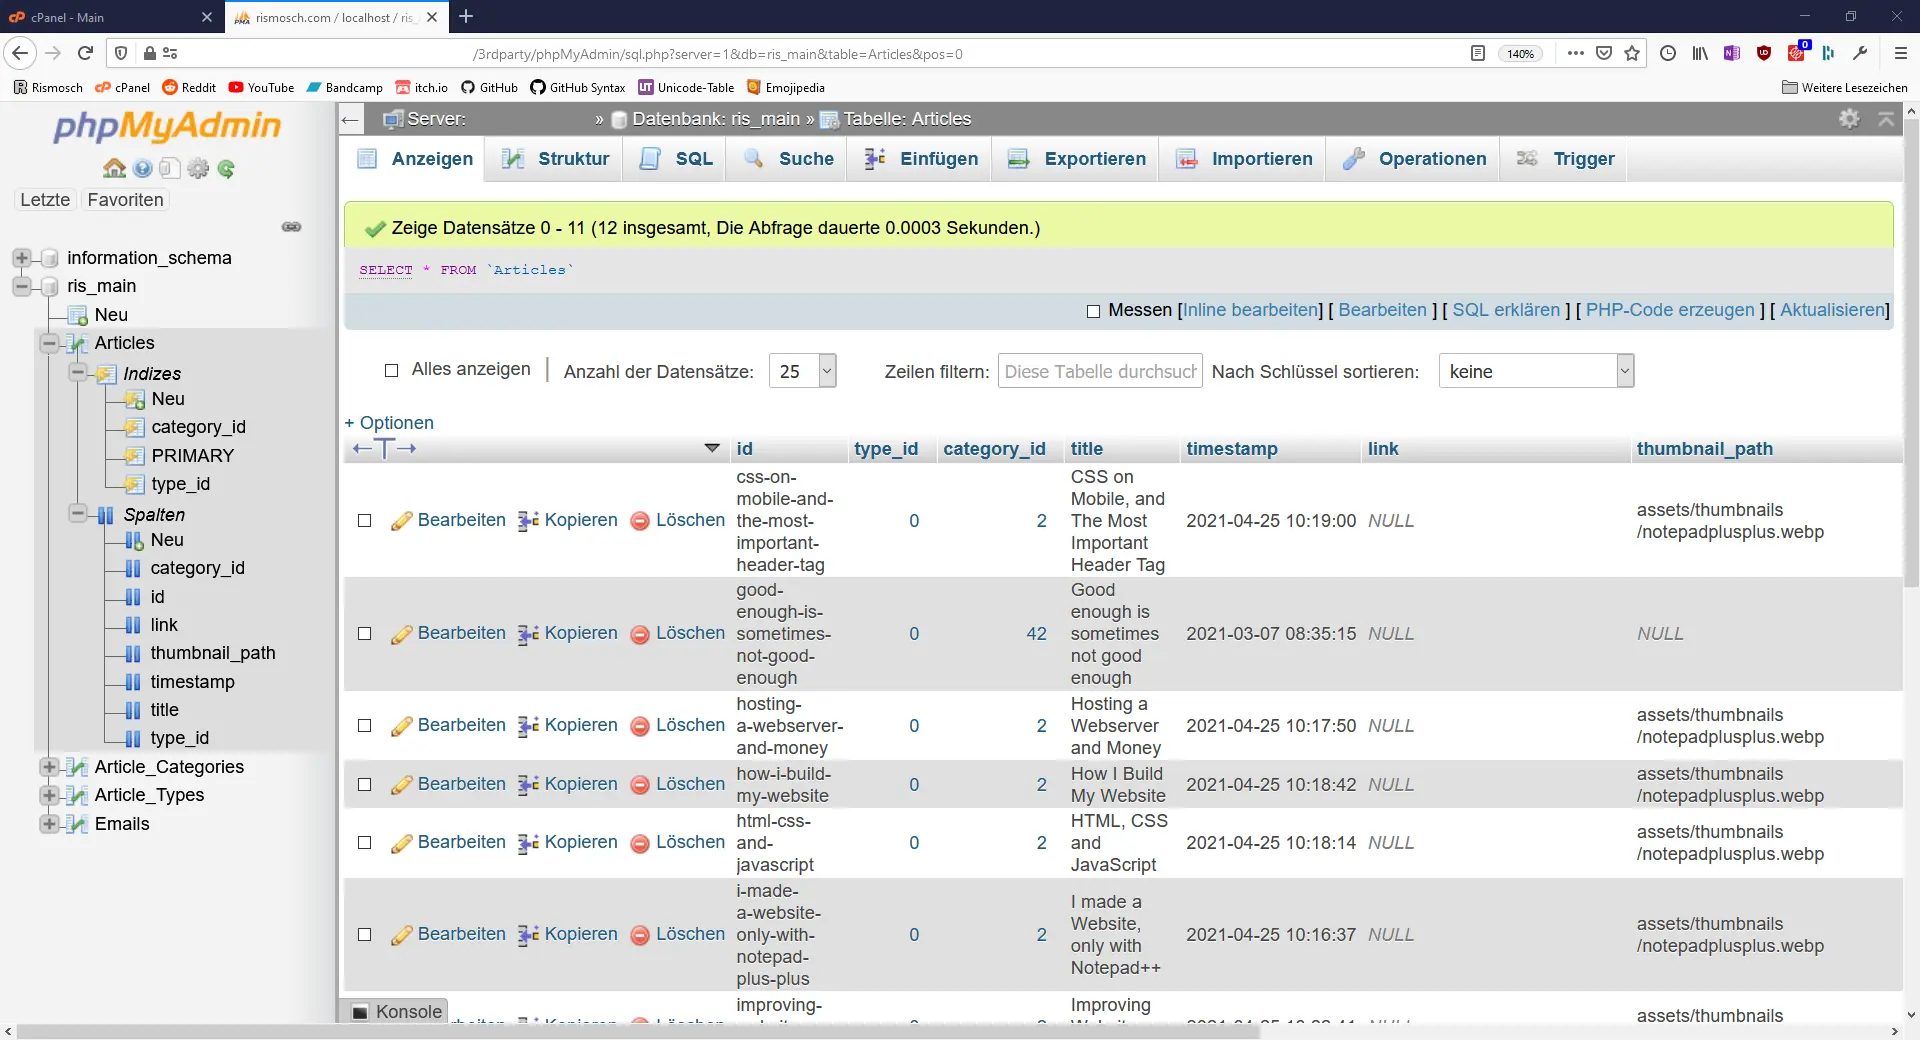 cPanel - Main
rismosch.com / localhost / ris_
/3rdparty/phpMyAdmin/sql.php?server=1&db=ris_main&table=Articles&pos=0
140%
0
Rismosch
cPanel
Reddit
YouTube
Bandcamp
itch.io
GitHub
GitHub Syntax
UT Unicode-Table
Emojipedia
Weitere Lesezeichen
phpMyAdmin
Letzte
Favoriten
information_schema
ris_main
Neu
Articles
Indizes
Neu
category_id
PRIMARY
type_id
Spalten
Neu
category_id
id
link
thumbnail_path
timestamp
title
type_id
Article_Categories
Article_Types
Emails
Server: » Datenbank: ris_main » Tabelle: Articles
Anzeigen
Struktur
SQL
Suche
Einfügen
Exportieren
Importieren
Operationen
Trigger
Zeige Datensätze 0 - 11 (12 insgesamt, Die Abfrage dauerte 0.0003 Sekunden.)
SELECT * FROM `Articles`
Messen [Inline bearbeiten] [ Bearbeiten ] [ SQL erklären ] [ PHP-Code erzeugen ] [ Aktualisieren]
Alles anzeigen | Anzahl der Datensätze: 25 Zeilen filtern: Diese Tabelle durchsuch Nach Schlüssel sortieren: keine
+ Optionen
←T→ id type_id category_id title timestamp link thumbnail_path
Bearbeiten Kopieren Löschen
css-on-
mobile-and-
the-most-
important-
header-tag
0
2
CSS on
Mobile, and
The Most
Important
Header Tag
2021-04-25 10:19:00
NULL
assets/thumbnails
/notepadplusplus.webp
Bearbeiten Kopieren Löschen
good-
enough-is-
sometimes-
not-good-
enough
0
42
Good
enough is
sometimes
not good
enough
2021-03-07 08:35:15
NULL
NULL
Bearbeiten Kopieren Löschen
hosting-
a-webserver-
and-money
0
2
Hosting a
Webserver
and Money
2021-04-25 10:17:50
NULL
assets/thumbnails
/notepadplusplus.webp
Bearbeiten Kopieren Löschen
how-i-build-
my-website
0
2
How I Build
My Website
2021-04-25 10:18:42
NULL
assets/thumbnails
/notepadplusplus.webp
Bearbeiten Kopieren Löschen
html-css-
and-
javascript
0
2
HTML, CSS
and
JavaScript
2021-04-25 10:18:14
NULL
assets/thumbnails
/notepadplusplus.webp
Bearbeiten Kopieren Löschen
i-made-
a-website-
only-with-
notepad-
plus-plus
0
2
I made a
Website,
only with
Notepad++
2021-04-25 10:16:37
NULL
assets/thumbnails
/notepadplusplus.webp
improving-
Improving
assets/thumbnails
Konsole